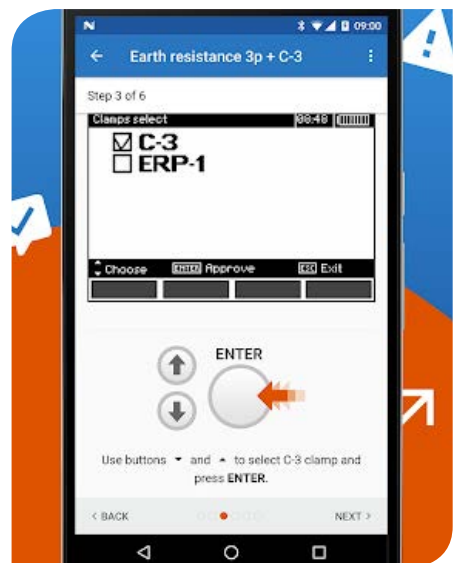 N 09:00
Earth resistance 3p + C-3
Step 3 of 6
Clamps select 08:48
C-3
ERP-1
Choose ENTER Approve ESC Exit
ENTER
Use buttons ▾ and ▴ to select C-3 clamp and
press ENTER.
< BACK NEXT >